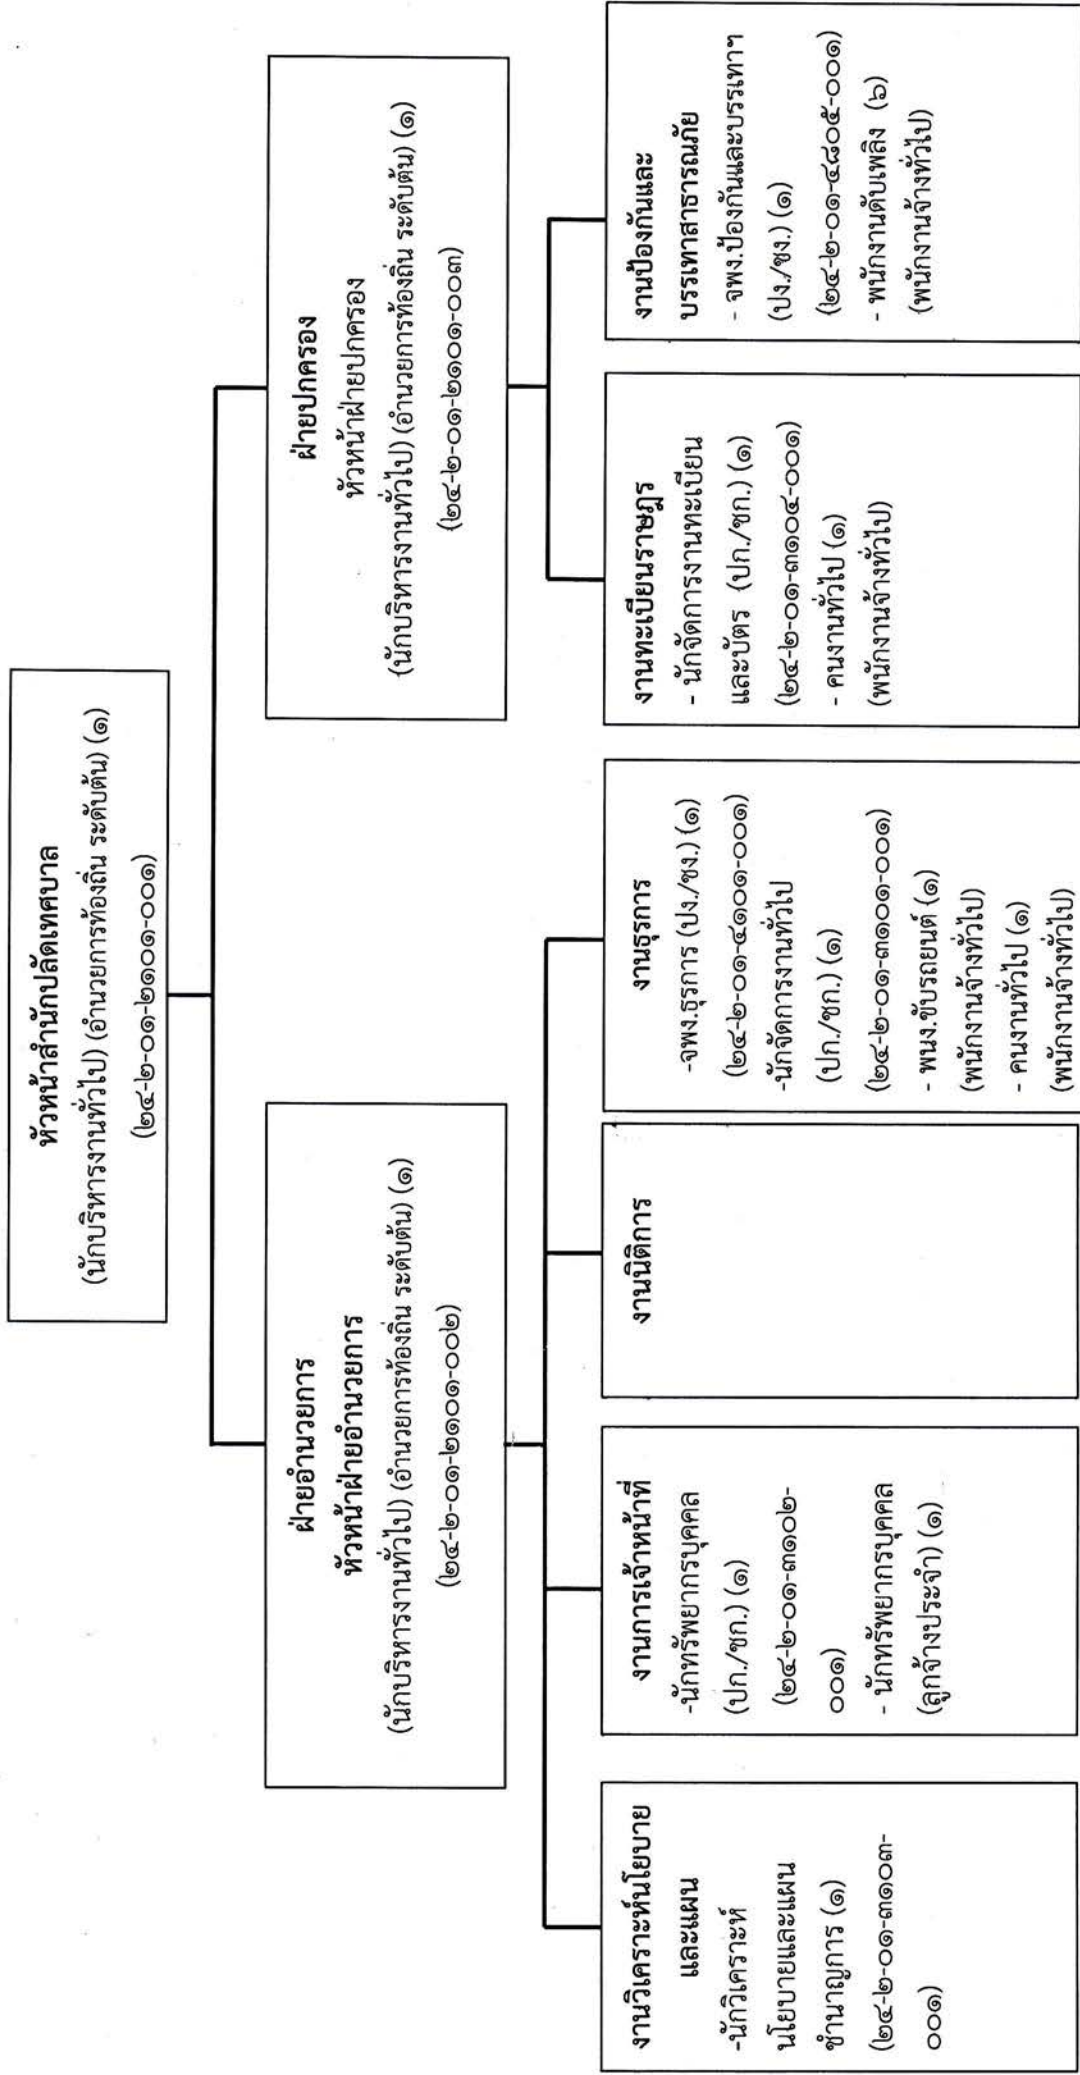 หัวหน้าสำนักปลัดเทศบาล
(นักบริหารงานทั่วไป) (อำนวยการท้องถิ่น ระดับต้น) (๑)
(๒๔-๒-๐๑-๒๑๐๑-๐๐๑)
ฝ่ายอำนวยการ
หัวหน้าฝ่ายอำนวยการ
(นักบริหารงานทั่วไป) (อำนวยการท้องถิ่น ระดับต้น) (๑)
(๒๔-๒-๐๑-๒๑๐๑-๐๐๒)
ฝ่ายปกครอง
หัวหน้าฝ่ายปกครอง
(นักบริหารงานทั่วไป) (อำนวยการท้องถิ่น ระดับต้น) (๑)
(๒๔-๒-๐๑-๒๑๐๑-๐๐๓)
งานวิเคราะห์นโยบาย
และแผน
-นักวิเคราะห์
นโยบายและแผน
ชำนาญการ (๑)
(๒๔-๒-๐๑-๓๑๐๓-
๐๐๑)
งานการเจ้าหน้าที่
-นักทรัพยากรบุคคล
(ปก./ชก.) (๑)
(๒๔-๒-๐๑-๓๑๐๒-
๐๐๑)
- นักทรัพยากรบุคคล
(ลูกจ้างประจำ) (๑)
งานนิติการ
งานธุรการ
-จพง.ธุรการ (ปง./ชง.) (๑)
(๒๔-๒-๐๑-๔๑๐๑-๐๐๑)
-นักจัดการงานทั่วไป
(ปก./ชก.) (๑)
(๒๔-๒-๐๑-๓๑๐๑-๐๐๑)
- พนง.ขับรถยนต์ (๑)
(พนักงานจ้างทั่วไป)
- คนงานทั่วไป (๑)
(พนักงานจ้างทั่วไป)
งานทะเบียนราษฎร
- นักจัดการงานทะเบียน
และบัตร (ปก./ชก.) (๑)
(๒๔-๒-๐๑-๓๑๐๔-๐๐๑)
- คนงานทั่วไป (๑)
(พนักงานจ้างทั่วไป)
งานป้องกันและ
บรรเทาสาธารณภัย
- จพง.ป้องกันและบรรเทาฯ
(ปง./ชง.) (๑)
(๒๔-๒-๐๑-๔๘๐๕-๐๐๑)
- พนักงานดับเพลิง (๖)
(พนักงานจ้างทั่วไป)